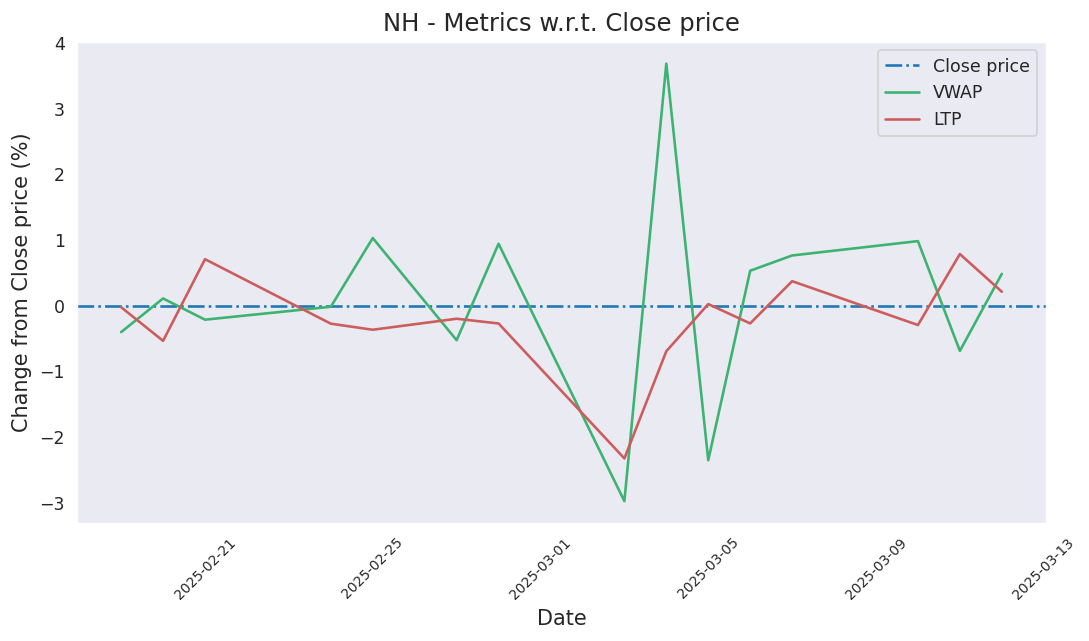 NH - Metrics w.r.t. Close price
Change from Close price (%)
4
3
2
1
0
−1
−2
−3
Close price
VWAP
LTP
2025-02-21
2025-02-25
2025-03-01
2025-03-05
2025-03-09
2025-03-13
Date